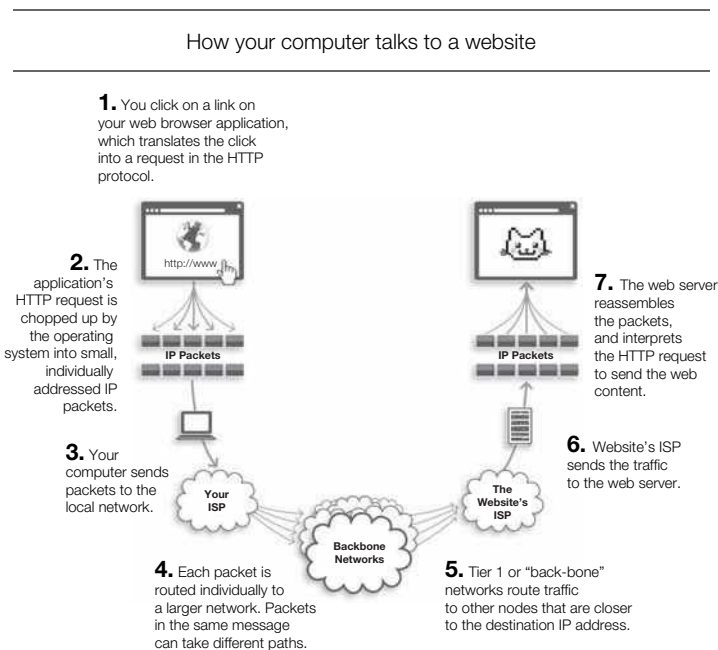 How your computer talks to a website
1. You click on a link on
your web browser application,
which translates the click
into a request in the HTTP
protocol.
http://www
2. The
application's
HTTP request is
chopped up by
the operating
system into small,
individually
addressed IP
packets.
IP Packets
3. Your
computer sends
packets to the
local network.
Your
ISP
4. Each packet is
routed individually to
a larger network. Packets
in the same message
can take different paths.
Backbone
Networks
5. Tier 1 or “back-bone”
networks route traffic
to other nodes that are closer
to the destination IP address.
The
Website's
ISP
6. Website's ISP
sends the traffic
to the web server.
IP Packets
7. The web server
reassembles
the packets,
and interprets
the HTTP request
to send the web
content.